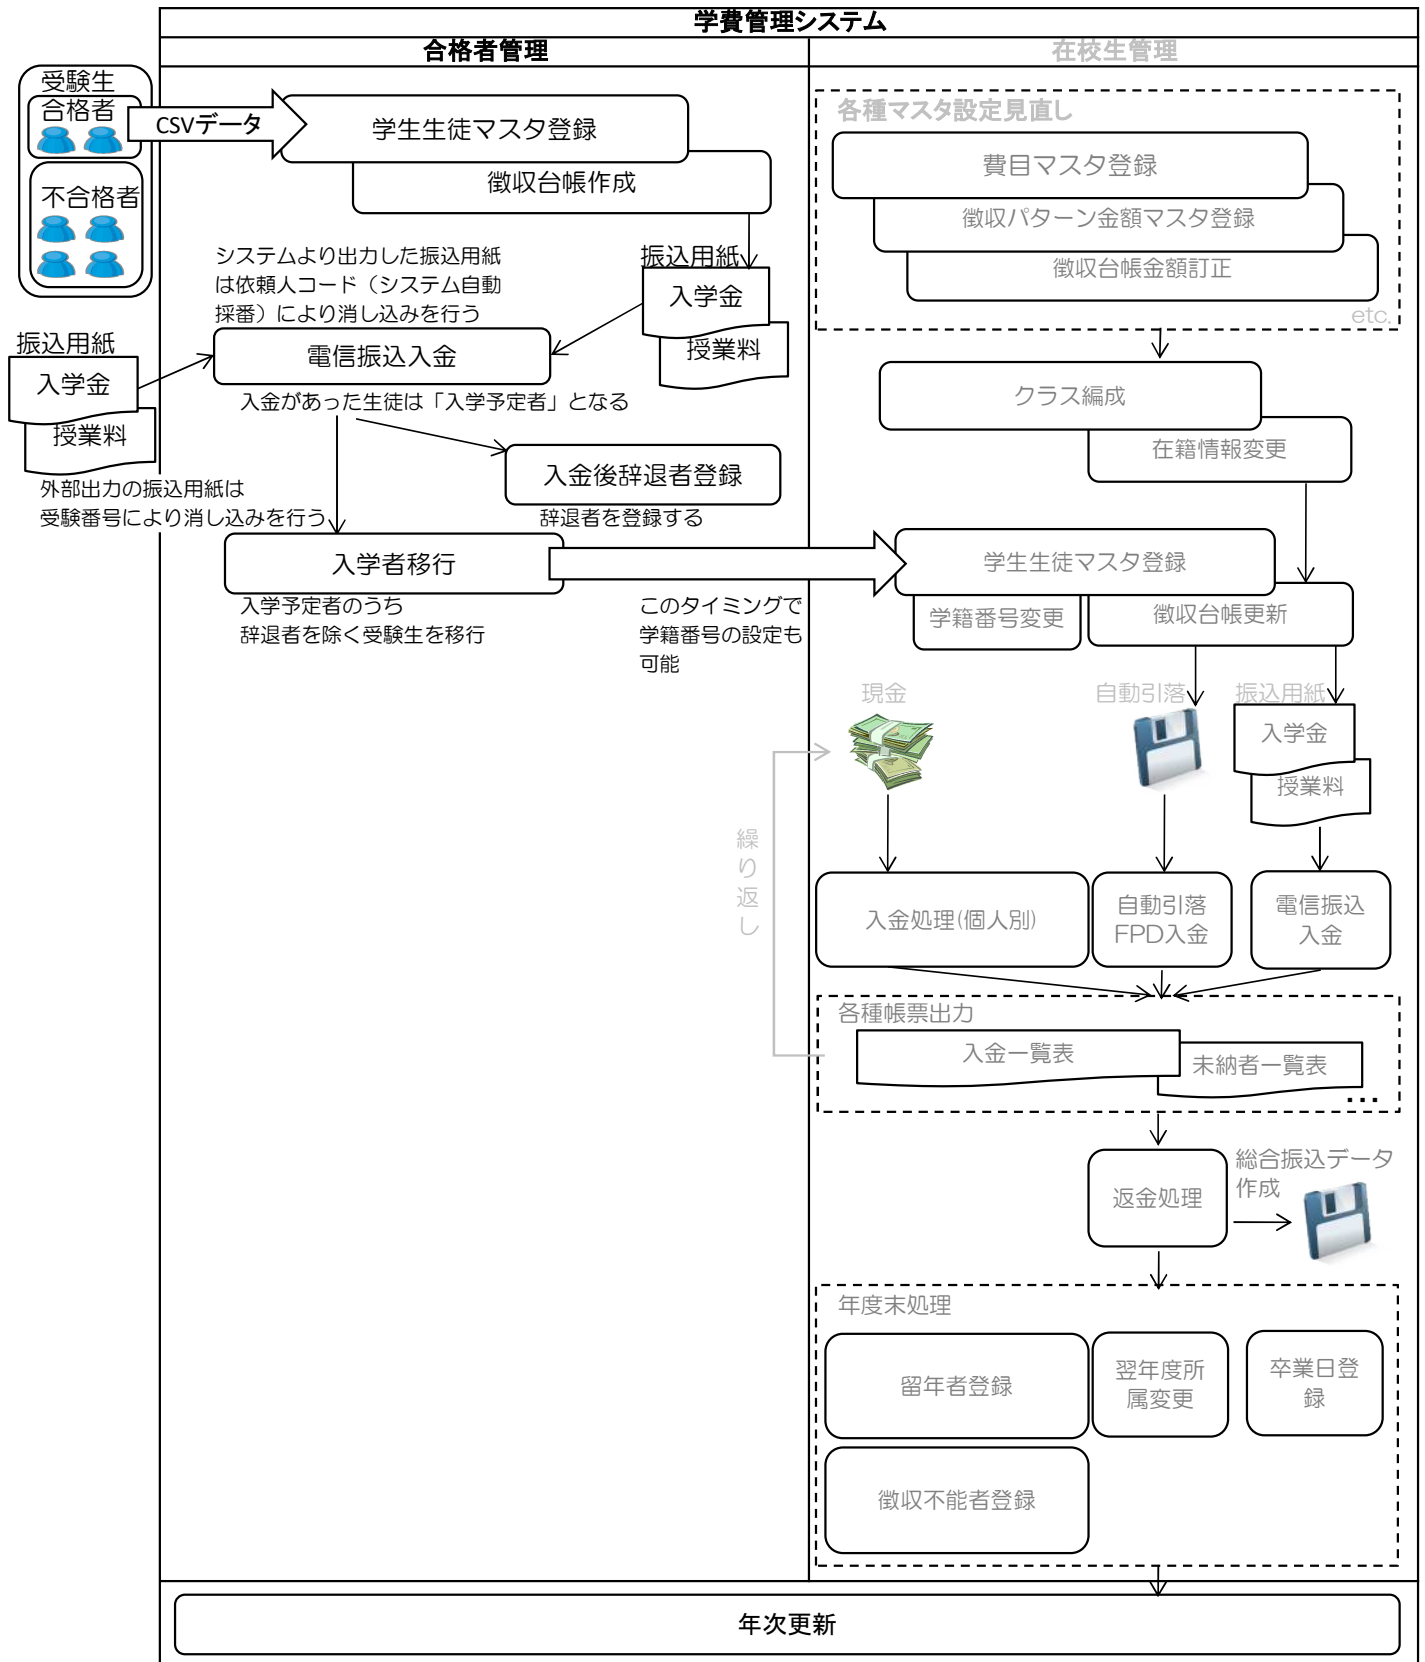 学費管理システム
合格者管理
在校生管理
受験生
合格者
不合格者
CSVデータ
学生生徒マスタ登録
徴収台帳作成
システムより出力した振込用紙
は依頼人コード（システム自動
採番）により消し込みを行う
振込用紙
入学金
授業料
電信振込入金
振込用紙
入学金
授業料
入金があった生徒は「入学予定者」となる
外部出力の振込用紙は
受験番号により消し込みを行う
入金後辞退者登録
辞退者を登録する
入学者移行
入学予定者のうち
辞退者を除く受験生を移行
このタイミングで
学籍番号の設定も
可能
各種マスタ設定見直し
費目マスタ登録
徴収パターン金額マスタ登録
徴収台帳金額訂正
etc.
クラス編成
在籍情報変更
学生生徒マスタ登録
学籍番号変更
徴収台帳更新
現金
自動引落
振込用紙
入学金
授業料
繰り返し
入金処理(個人別)
自動引落
FPD入金
電信振込
入金
各種帳票出力
入金一覧表
未納者一覧表
…
返金処理
総合振込データ
作成
年度末処理
留年者登録
翌年度所
属変更
卒業日登
録
徴収不能者登録
年次更新